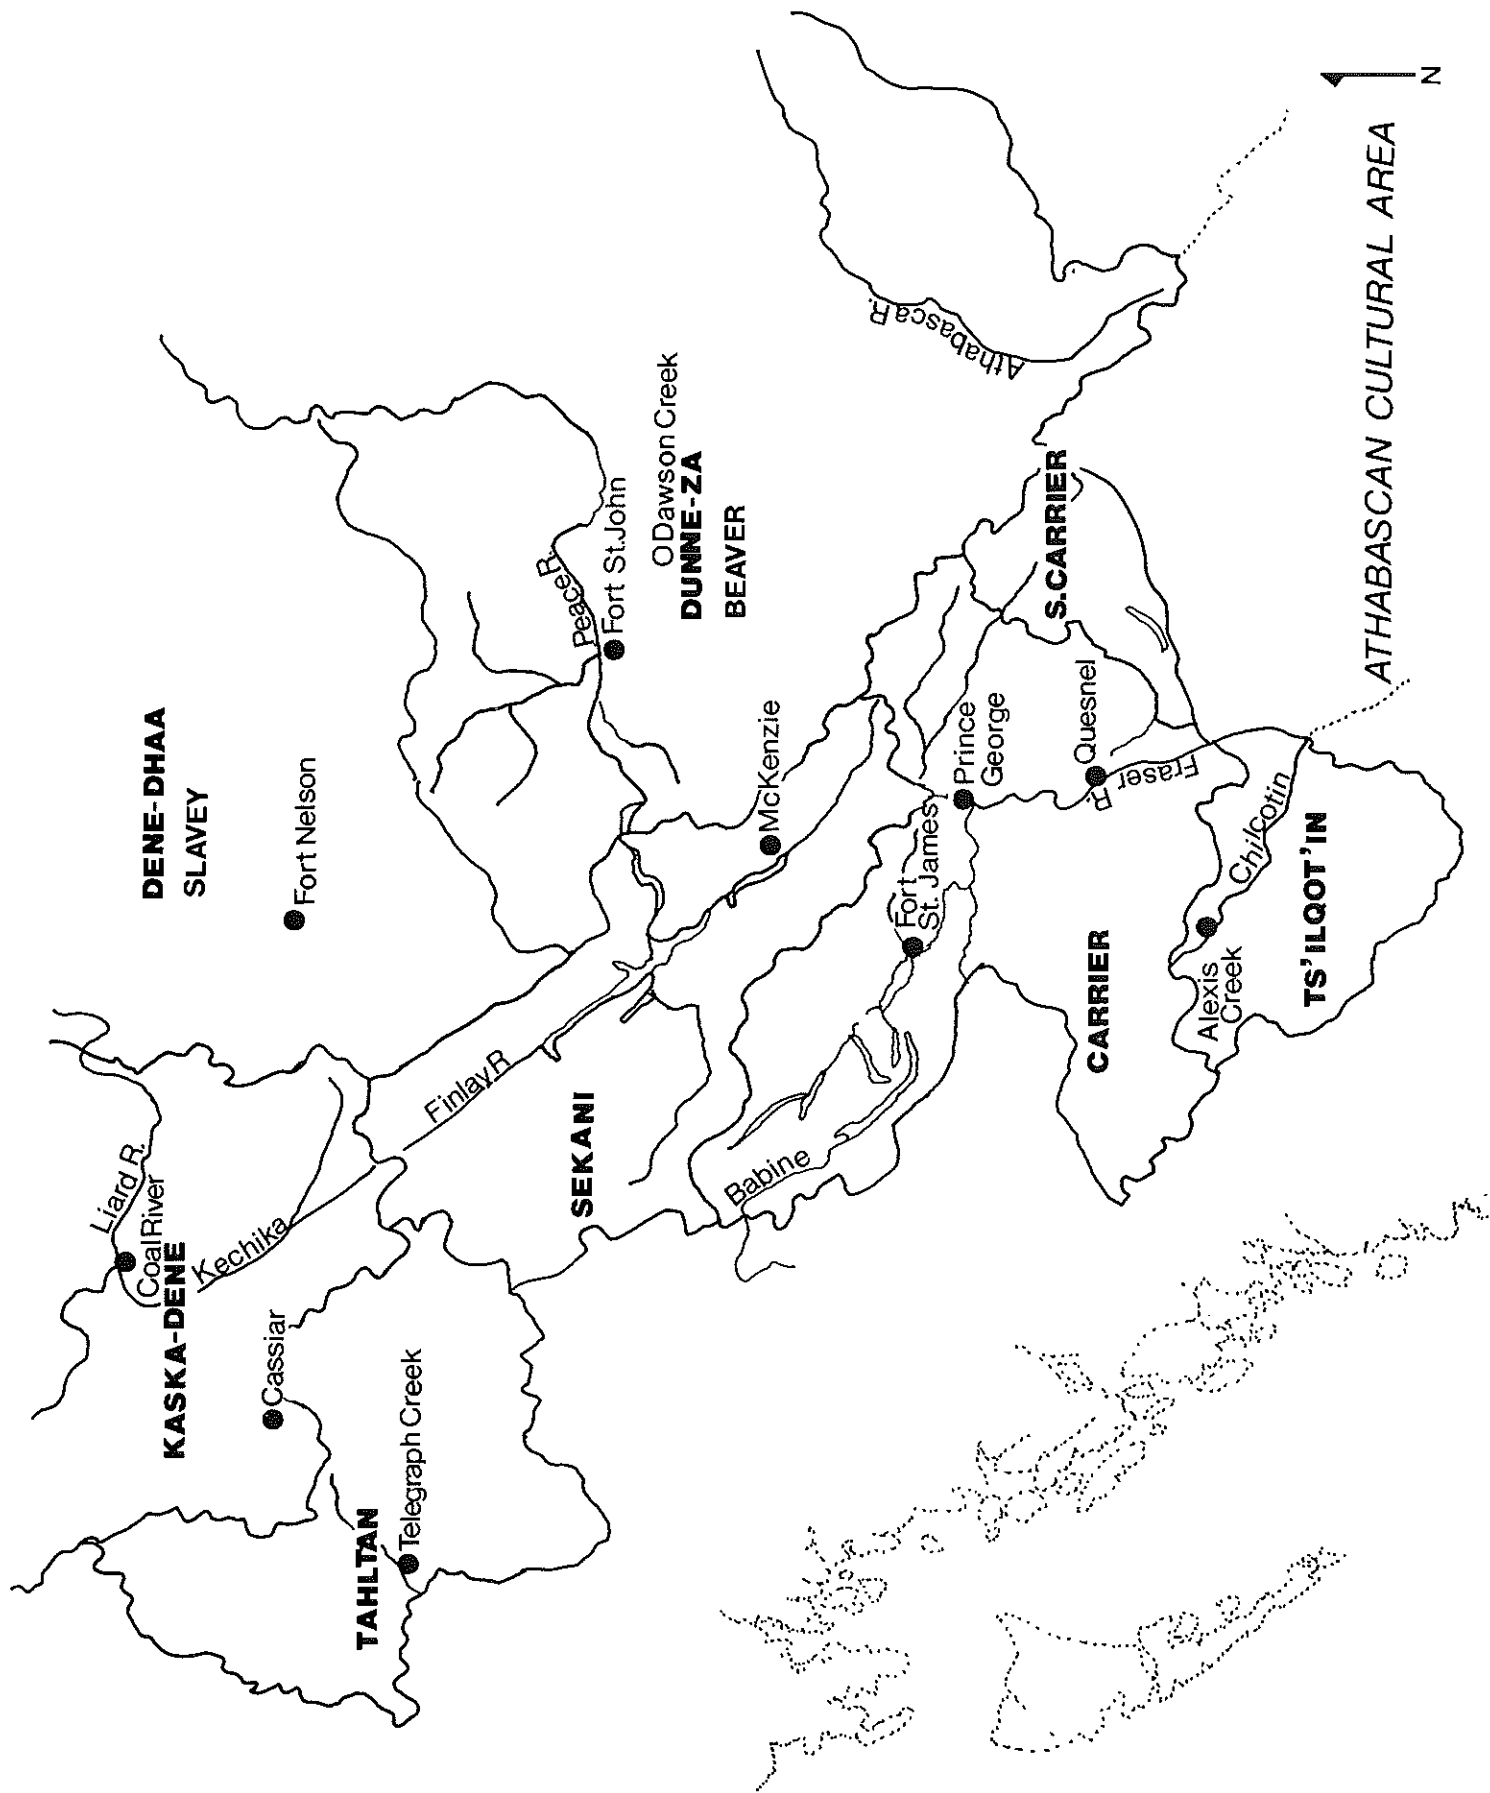 Liard R.
Coal River
KASKA-DENE
Kechika
Cassiar
TAHLTAN
Telegraph Creek
DENE-DHAA
SLAVEY
Fort Nelson
Finlay R
SEKANI
Peace R.
Fort St. John
O Dawson Creek
DUNNE-ZA
BEAVER
McKenzie
Babine
Fort
St. James
Prince
George
Athabasca R.
S. CARRIER
Quesnel
Fraser
R.
CARRIER
Alexis
Creek
Chilcotin
TS'ILQOT'IN
ATHABASCAN CULTURAL AREA
N